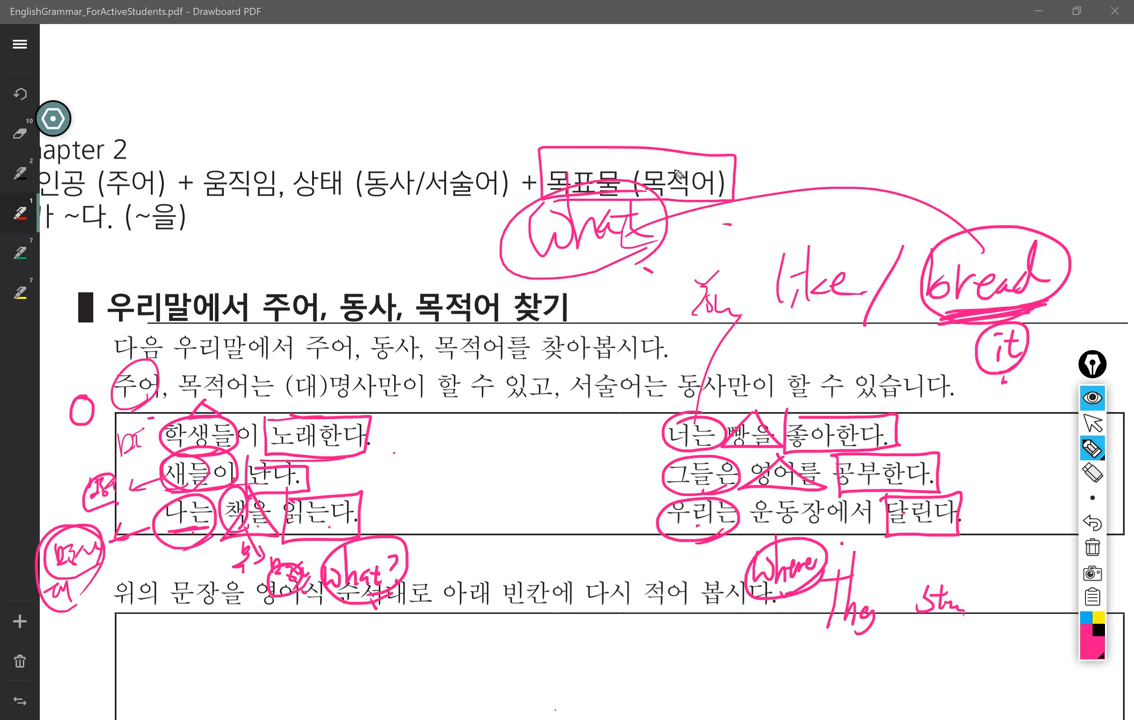 EnglishGrammar_ForActiveStudents.pdf - Drawboard PDF
10
2
1
7
7
hapter 2
인공 (주어) + 움직임, 상태 (동사/서술어) + 목표물 (목적어)
가 ~다. (~을)
what
like / bread
it
우리말에서 주어, 동사, 목적어 찾기
다음 우리말에서 주어, 동사, 목적어를 찾아봅시다.
주어, 목적어는 (대)명사만이 할 수 있고, 서술어는 동사만이 할 수 있습니다.
학생들이 노래한다. 너는 빵을 좋아한다.
새들이 난다. 그들은 영어를 공부한다.
나는 책을 읽는다. 우리는 운동장에서 달린다.
what? where
위의 문장을 영어식 순서대로 아래 빈칸에 다시 적어 봅시다.
They stu